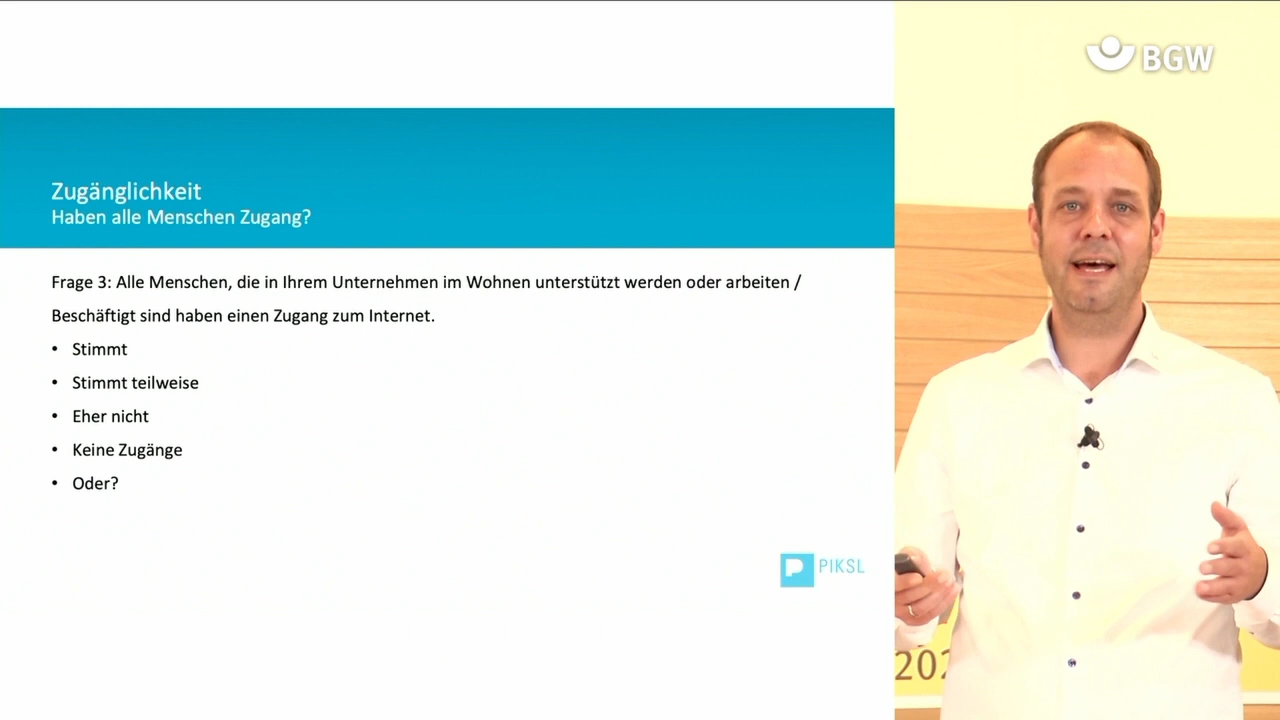 BGW
Zugänglichkeit
Haben alle Menschen Zugang?
Frage 3: Alle Menschen, die in Ihrem Unternehmen im Wohnen unterstützt werden oder arbeiten /
Beschäftigt sind haben einen Zugang zum Internet.
• Stimmt
• Stimmt teilweise
• Eher nicht
• Keine Zugänge
• Oder?
PIKSL